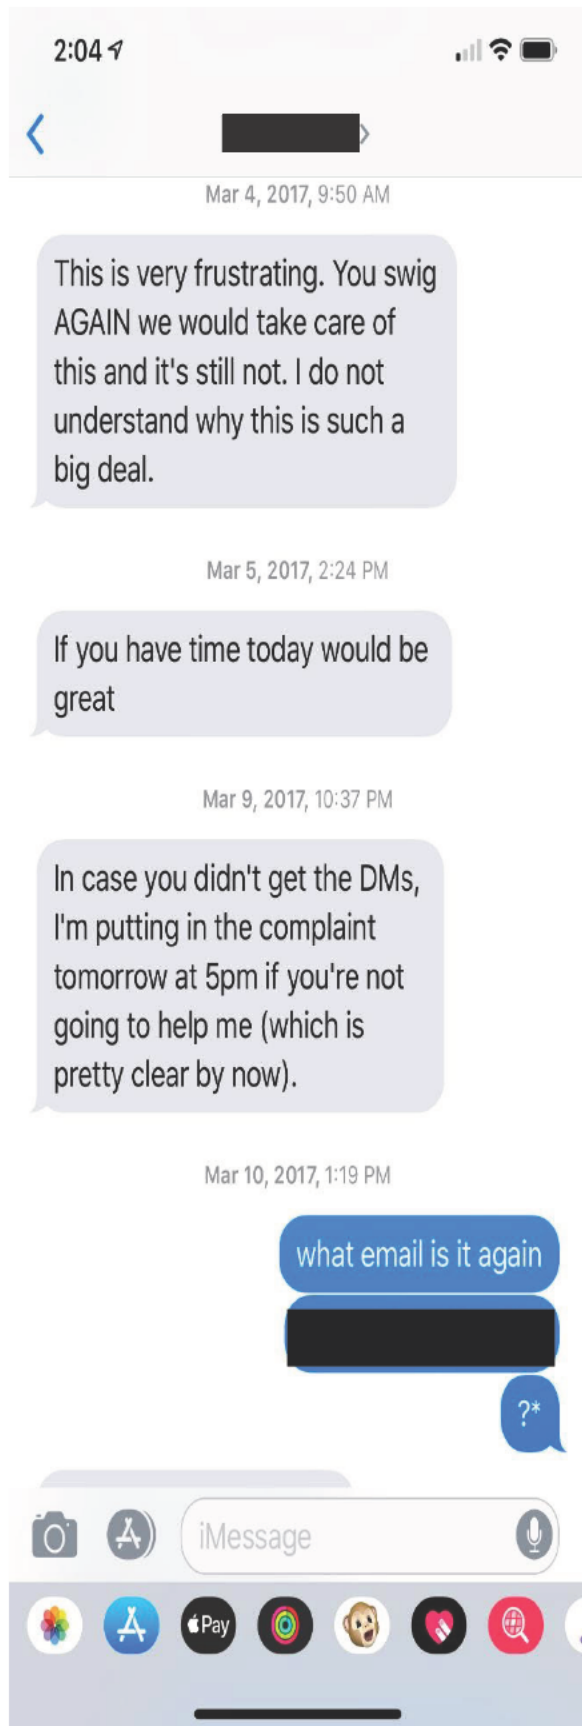 2:04
Mar 4, 2017, 9:50 AM
This is very frustrating. You swig
AGAIN we would take care of
this and it's still not. I do not
understand why this is such a
big deal.
Mar 5, 2017, 2:24 PM
If you have time today would be
great
Mar 9, 2017, 10:37 PM
In case you didn't get the DMs,
I'm putting in the complaint
tomorrow at 5pm if you're not
going to help me (which is
pretty clear by now).
Mar 10, 2017, 1:19 PM
what email is it again
?*
iMessage
Pay